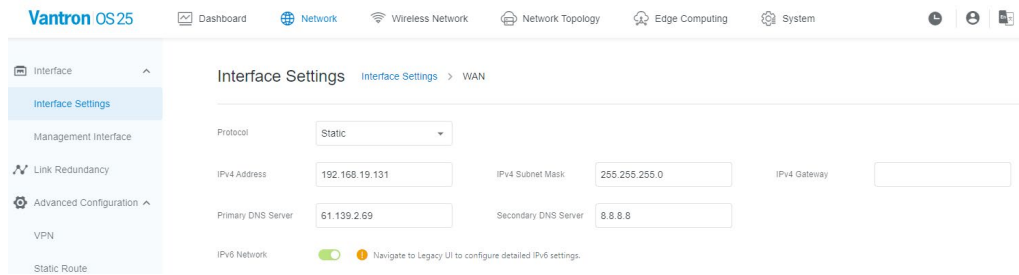 Vantron OS25 Dashboard Network Wireless Network Network Topology Edge Computing System
Interface
Interface Settings
Management Interface
Link Redundancy
Advanced Configuration
VPN
Static Route
Interface Settings Interface Settings > WAN
Protocol Static
IPv4 Address 192.168.19.131 IPv4 Subnet Mask 255.255.255.0 IPv4 Gateway
Primary DNS Server 61.139.2.69 Secondary DNS Server 8.8.8.8
IPv6 Network Navigate to Legacy UI to configure detailed IPv6 settings.